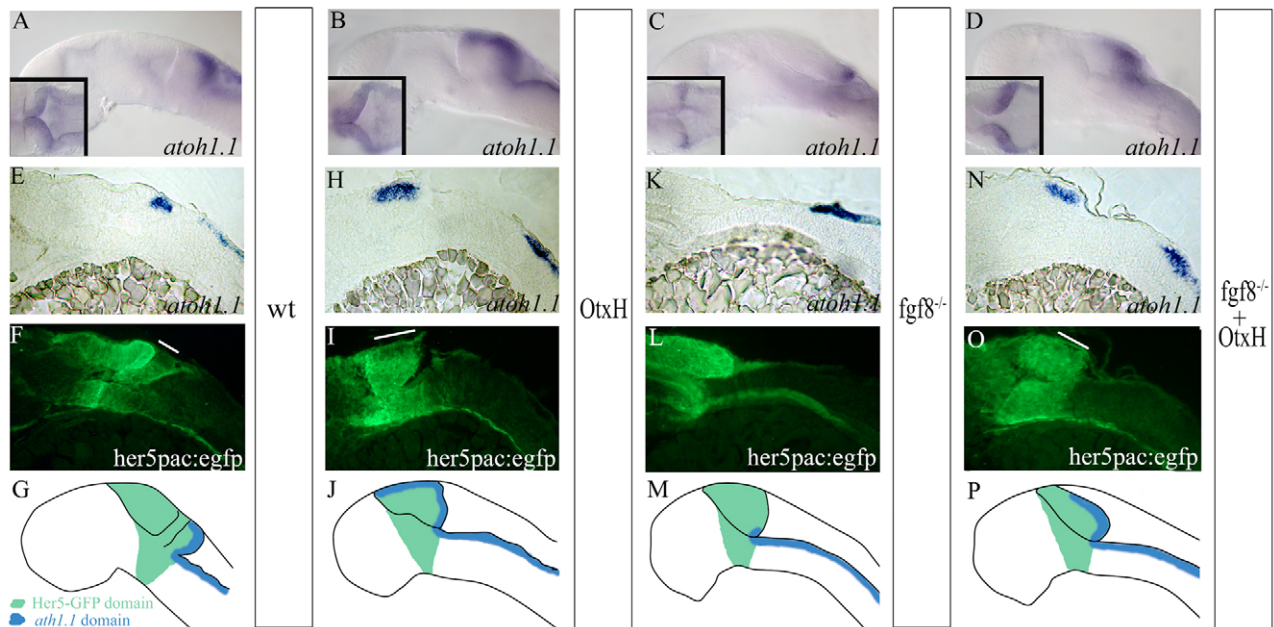 A
B
C
D
atoh1.1
atoh1.1
atoh1.1
atoh1.1
E
H
K
N
atoh1.1
atoh1.1
atoh1.1
atoh1.1
wt
OtxH
fgf8-/-
fgf8-/-
+
OtxH
F
I
L
O
her5pac:egfp
her5pac:egfp
her5pac:egfp
her5pac:egfp
G
J
M
P
Her5-GFP domain
ath1.1 domain